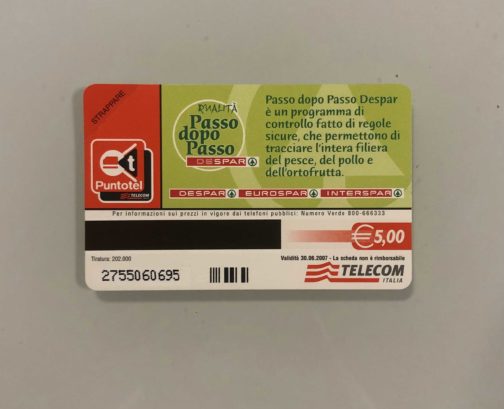 STRAPPARE
QUALITÀ
Passo
dopo
Passo
DESPAR
Passo dopo Passo Despar
è un programma di
controllo fatto di regole
sicure, che permettono di
tracciare l'intera filiera
del pesce, del pollo e
dell'ortofrutta.
t
Puntotel
TELECOM
DESPAR EUROSPAR INTERSPAR
Per informazioni sui prezzi in vigore dai telefoni pubblici: Numero Verde 800-666333
€5,00
Tiratura: 202.000
Validità 30.06.2007 - La scheda non è rimborsabile
2755060695
TELECOM
ITALIA